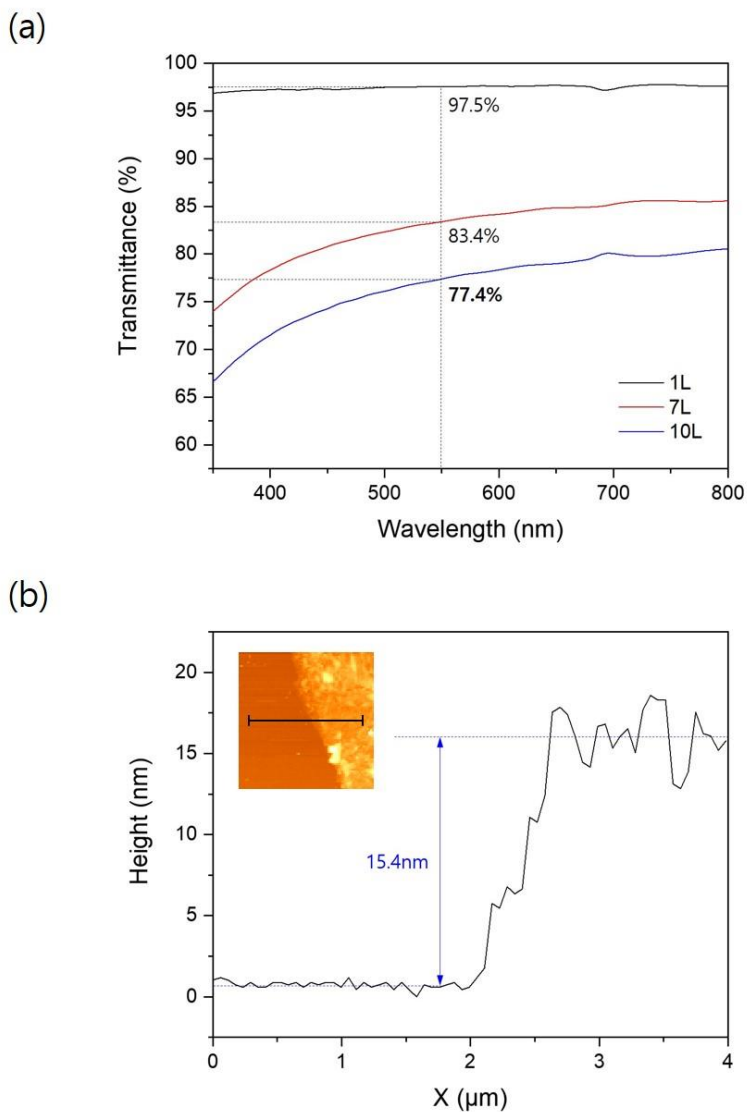 (a)
100
95
90
85
80
75
70
65
60
Transmittance (%)
97.5%
83.4%
77.4%
1L
7L
10L
400
500
600
700
800
Wavelength (nm)
(b)
20
15
10
5
0
Height (nm)
15.4nm
0
1
2
3
4
X (μm)